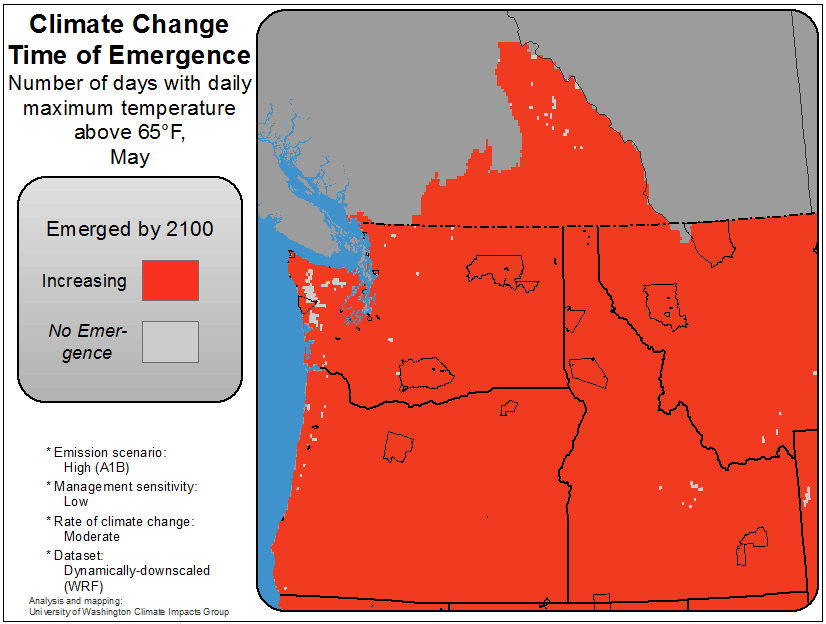 Climate Change
Time of Emergence
Number of days with daily
maximum temperature
above 65°F,
May
Emerged by 2100
Increasing
No Emer-
gence
* Emission scenario:
High (A1B)
* Management sensitivity:
Low
* Rate of climate change:
Moderate
* Dataset:
Dynamically-downscaled
(WRF)
Analysis and mapping:
University of Washington Climate Impacts Group